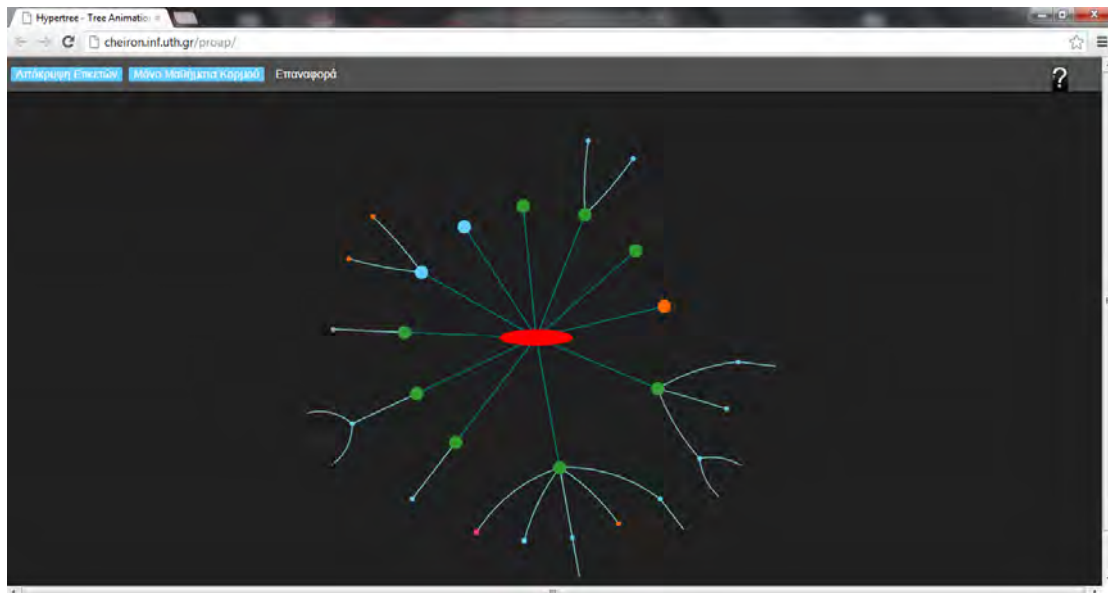 Hypertree - Tree Animatio
cheiron.inf.uth.gr/proap/
Απόκρυψη Ετικετών Μόνο Μαθήματα Κορμού Επαναφορά
?